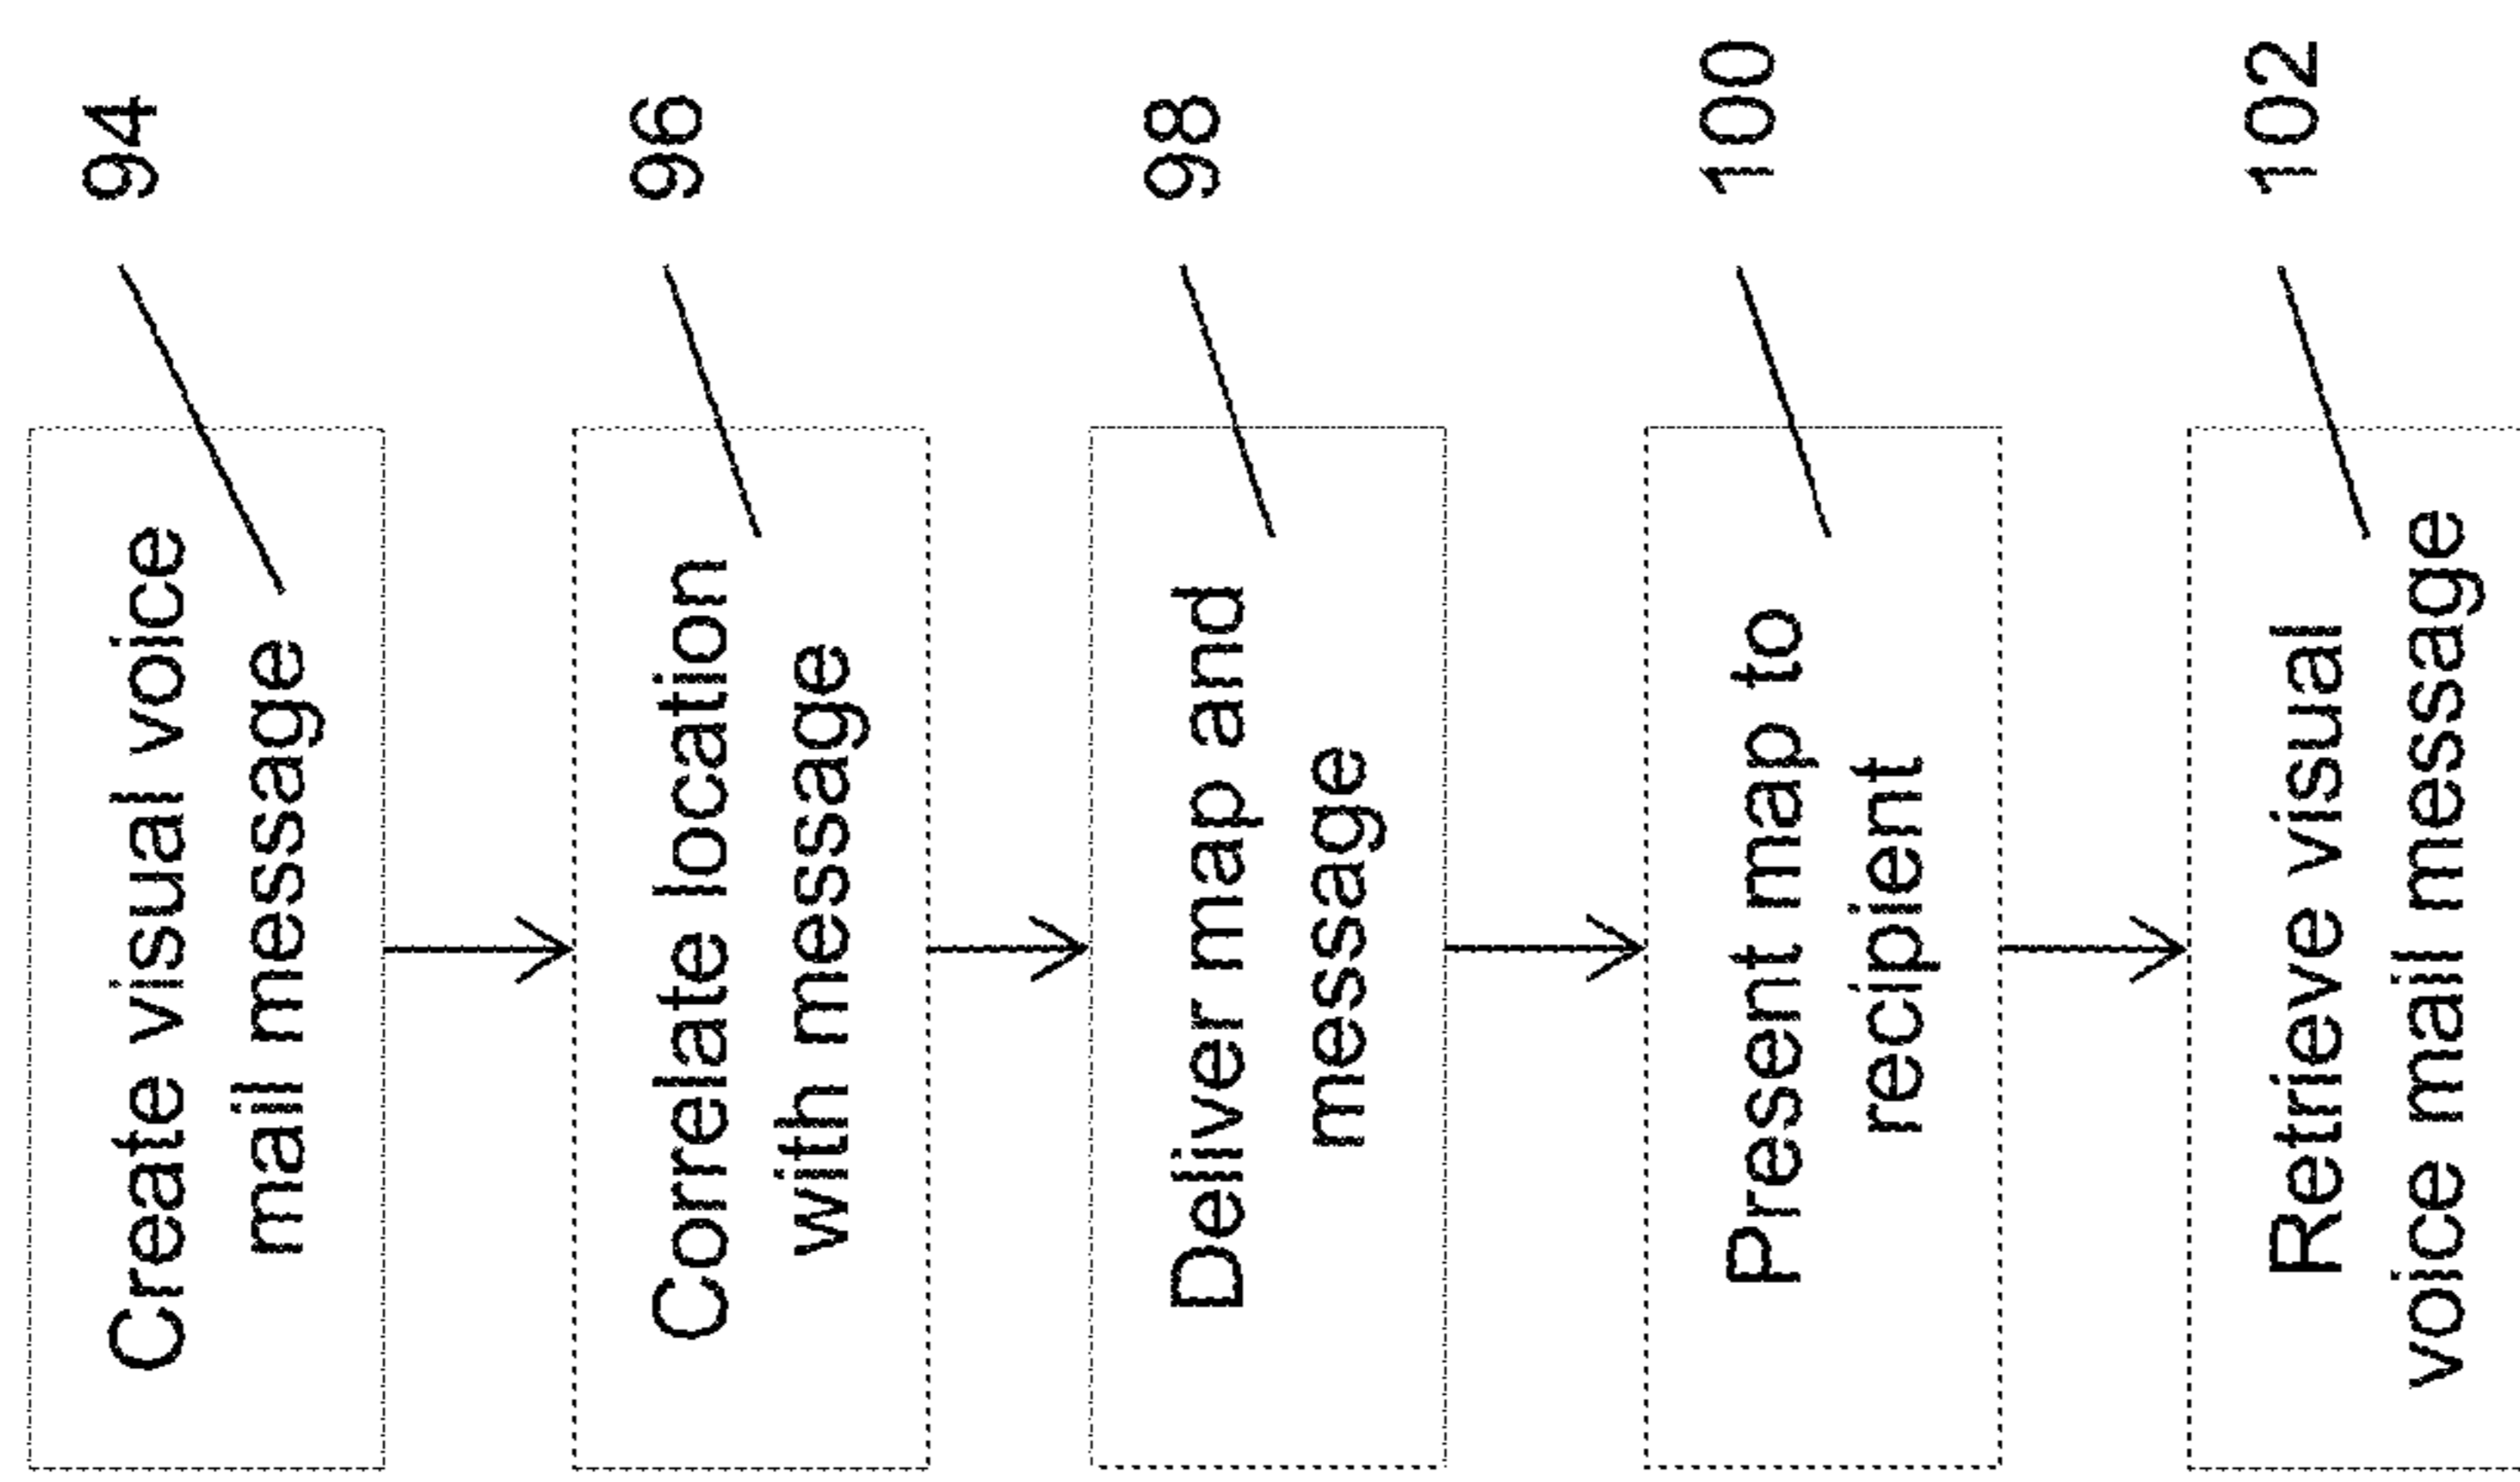 Create visual voice
mail message
94
Correlate location
with message
96
Deliver map and
message
98
Present map to
recipient
100
Retrieve visual
voice mail message
102